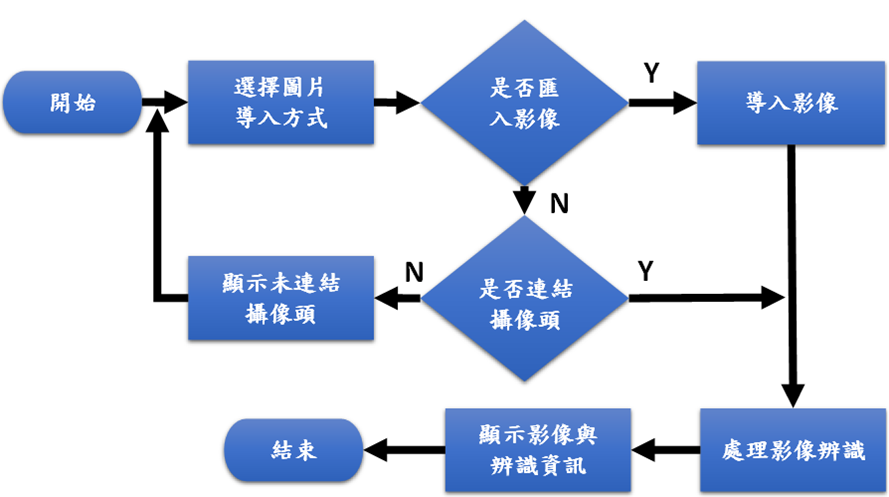 開始
選擇圖片
導入方式
是否匯
入影像
Y
導入影像
N
顯示未連結
攝像頭
N
是否連結
攝像頭
Y
結束
顯示影像與
辨識資訊
處理影像辨識